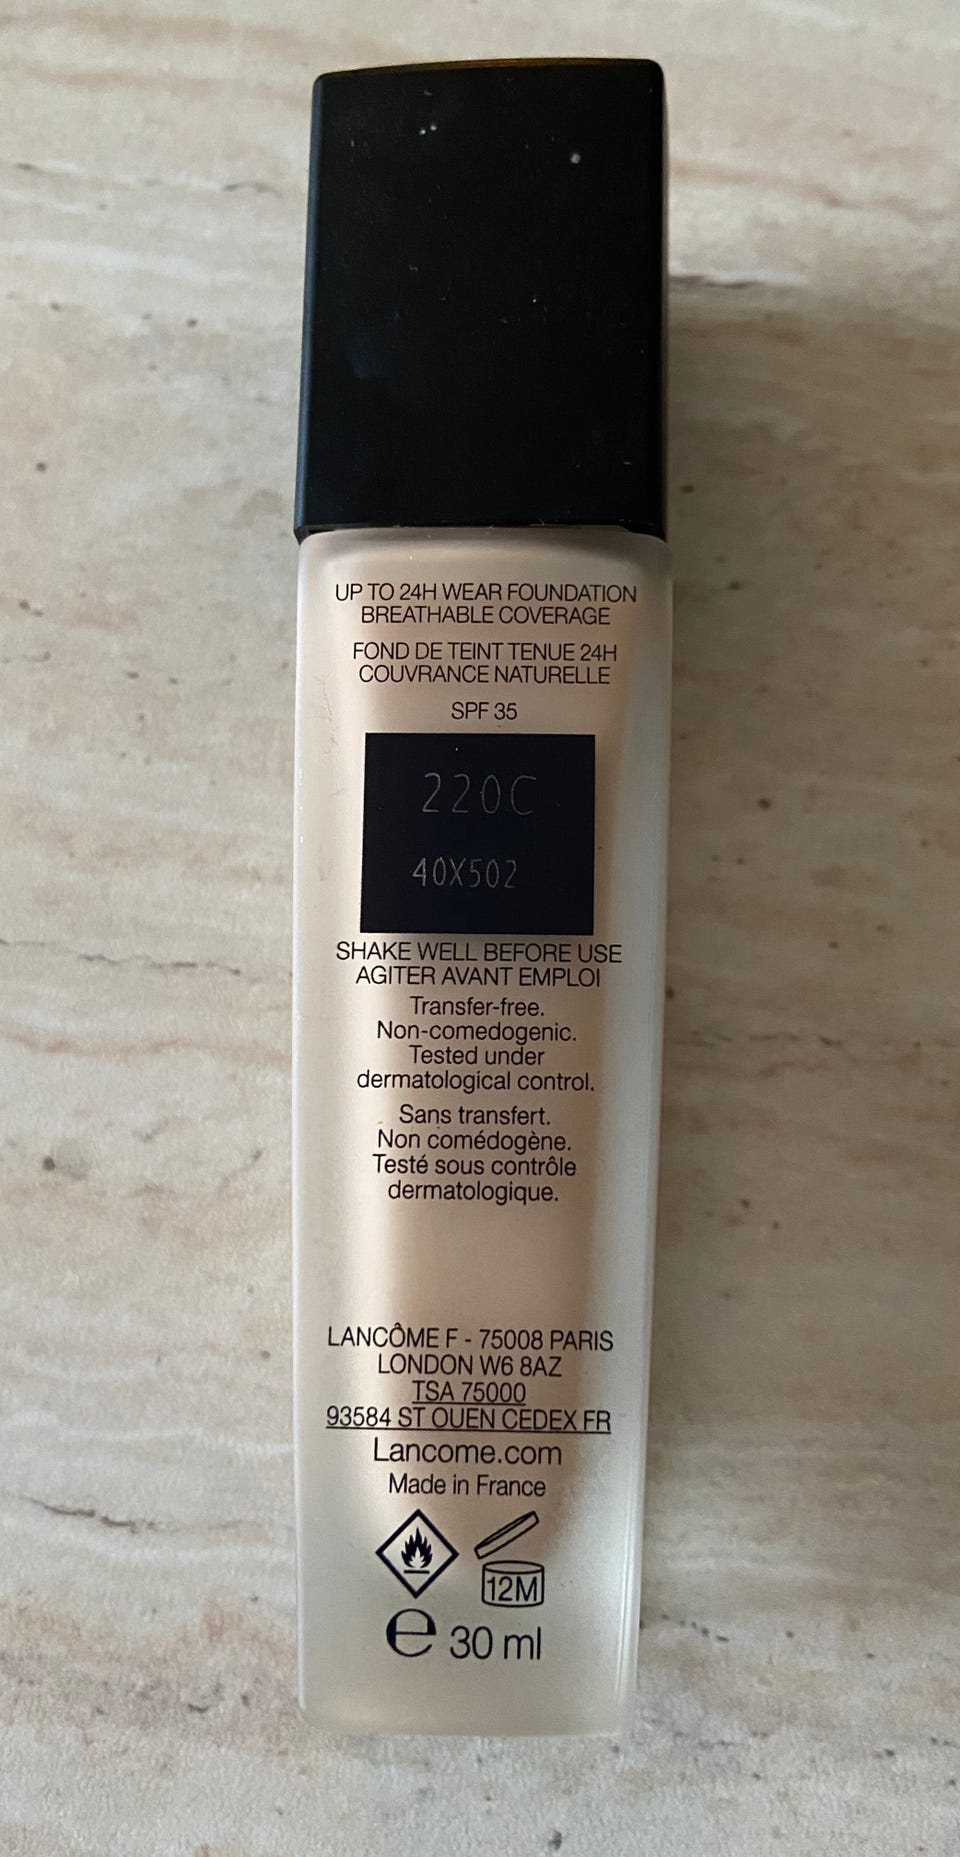 UP TO 24H WEAR FOUNDATION
BREATHABLE COVERAGE
FOND DE TEINT TENUE 24H
COUVRANCE NATURELLE
SPF 35
220C
40X502
SHAKE WELL BEFORE USE
AGITER AVANT EMPLOI
Transfer-free.
Non-comedogenic.
Tested under
dermatological control.
Sans transfert.
Non comédogène.
Testé sous contrôle
dermatologique.
LANCÔME F - 75008 PARIS
LONDON W6 8AZ
TSA 75000
93584 ST OUEN CEDEX FR
Lancome.com
Made in France
12M
e 30 ml